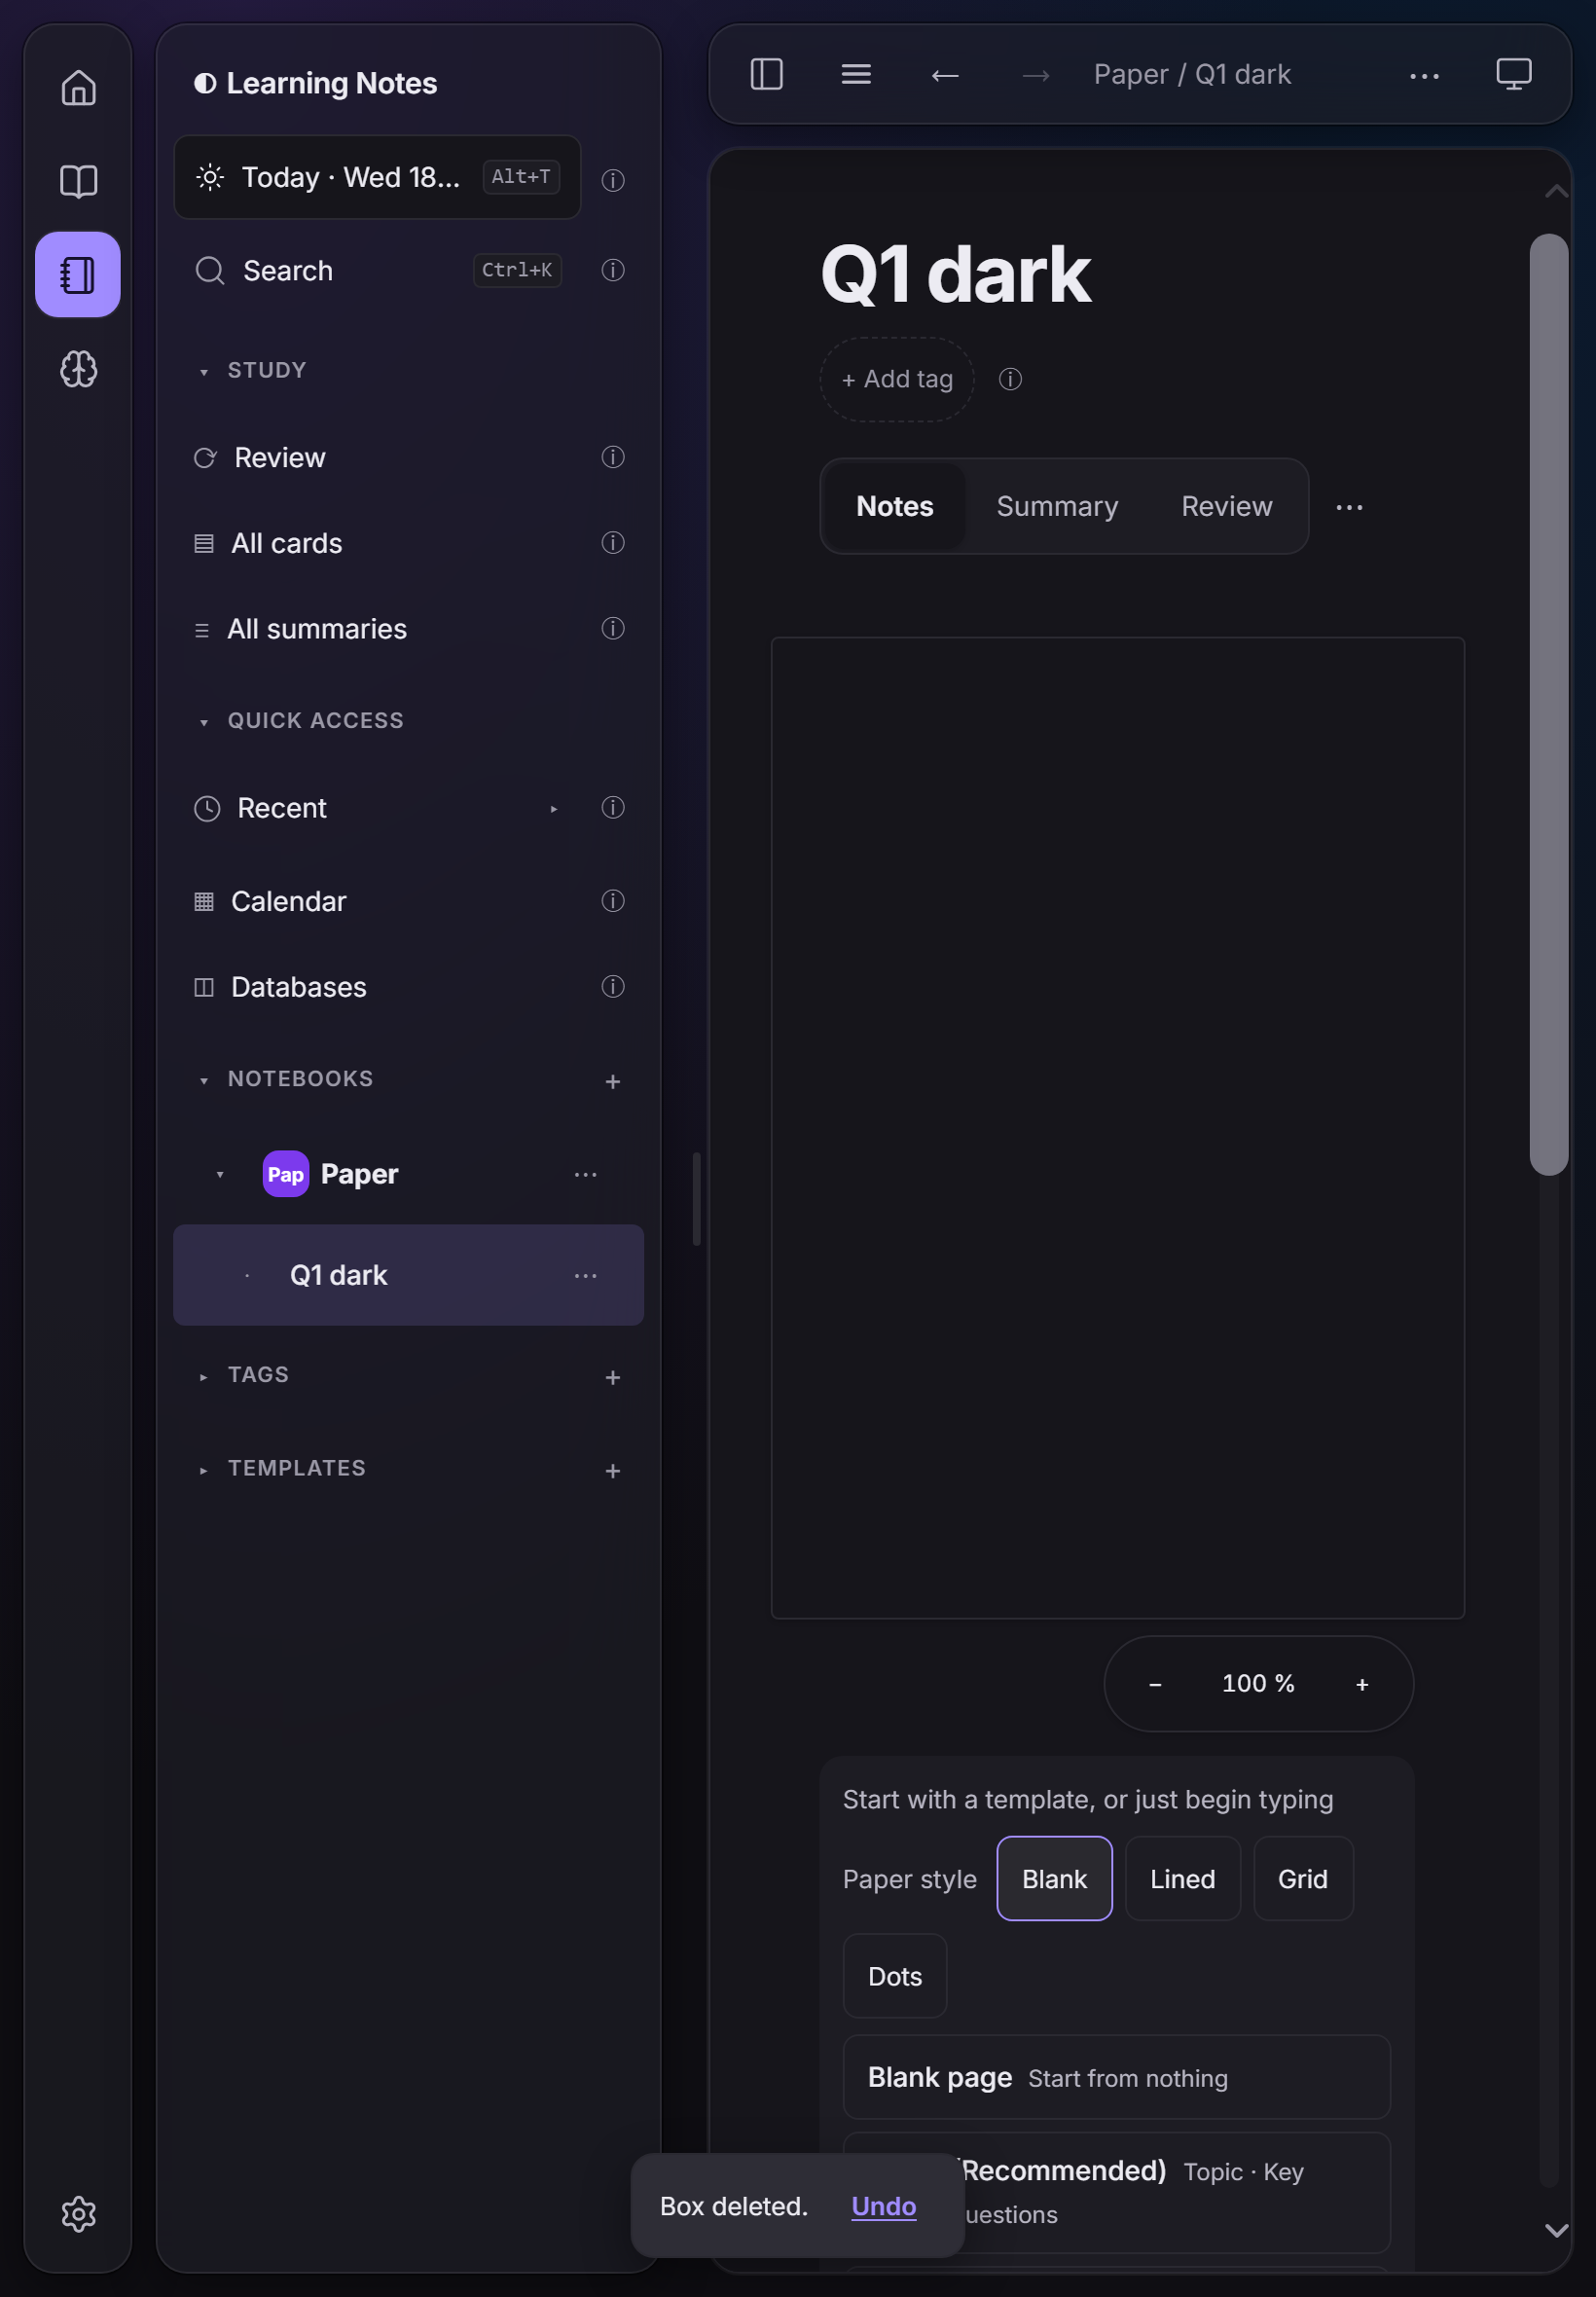 Learning Notes
Today · Wed 18... Alt+T
Search Ctrl+K
STUDY
Review
All cards
All summaries
QUICK ACCESS
Recent
Calendar
Databases
NOTEBOOKS
Pap Paper
Q1 dark
TAGS
TEMPLATES
Paper / Q1 dark
Q1 dark
+ Add tag
Notes Summary Review
− 100 % +
Start with a template, or just begin typing
Paper style Blank Lined Grid
Dots
Blank page Start from nothing
(Recommended) Topic · Key
Box deleted. Undo